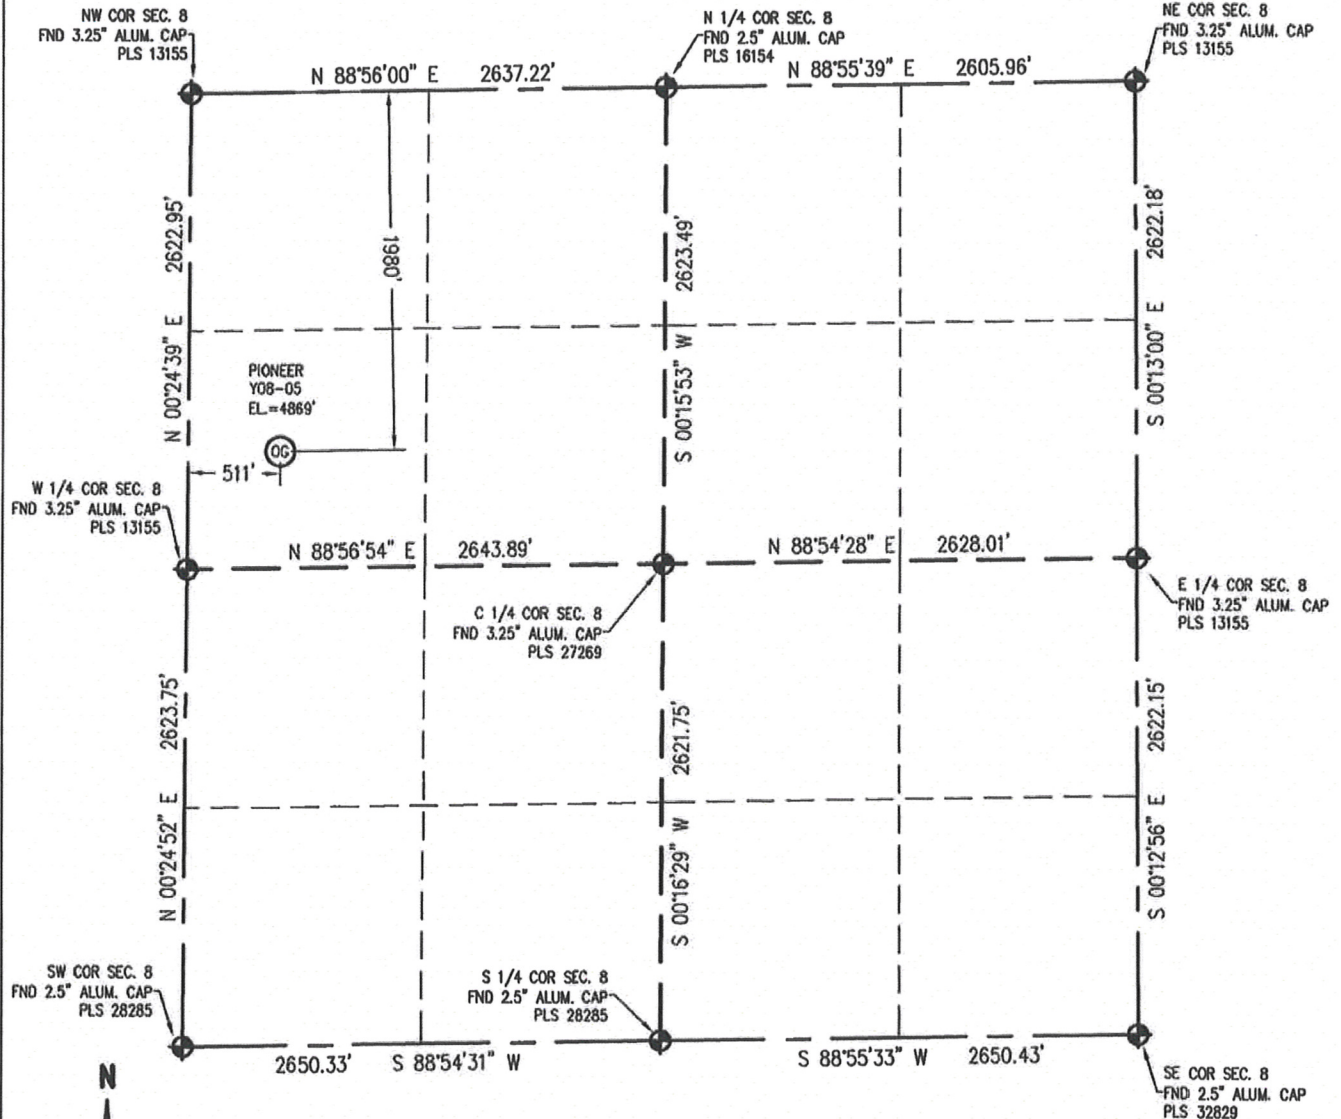 NW COR SEC. 8
FND 3.25" ALUM. CAP
PLS 13155
N 1/4 COR SEC. 8
FND 2.5" ALUM. CAP
PLS 16154
NE COR SEC. 8
FND 3.25" ALUM. CAP
PLS 13155
N 88°56'00" E 2637.22'
N 88°55'39" E 2605.96'
N 00°24'39" E 2622.95'
1980'
S 00°15'53" W 2623.49'
S 00°13'00" E 2622.18'
PIONEER
Y08-05
EL.=4869'
OG
511'
W 1/4 COR SEC. 8
FND 3.25" ALUM. CAP
PLS 13155
N 88°56'54" E 2643.89'
N 88°54'28" E 2628.01'
C 1/4 COR SEC. 8
FND 3.25" ALUM. CAP
PLS 27269
E 1/4 COR SEC. 8
FND 3.25" ALUM. CAP
PLS 13155
N 00°24'52" E 2623.75'
S 00°16'29" W 2621.75'
S 00°12'56" E 2622.15'
SW COR SEC. 8
FND 2.5" ALUM. CAP
PLS 28285
S 1/4 COR SEC. 8
FND 2.5" ALUM. CAP
PLS 28285
2650.33' S 88°54'31" W
S 88°55'33" W 2650.43'
SE COR SEC. 8
FND 2.5" ALUM. CAP
PLS 32829
N